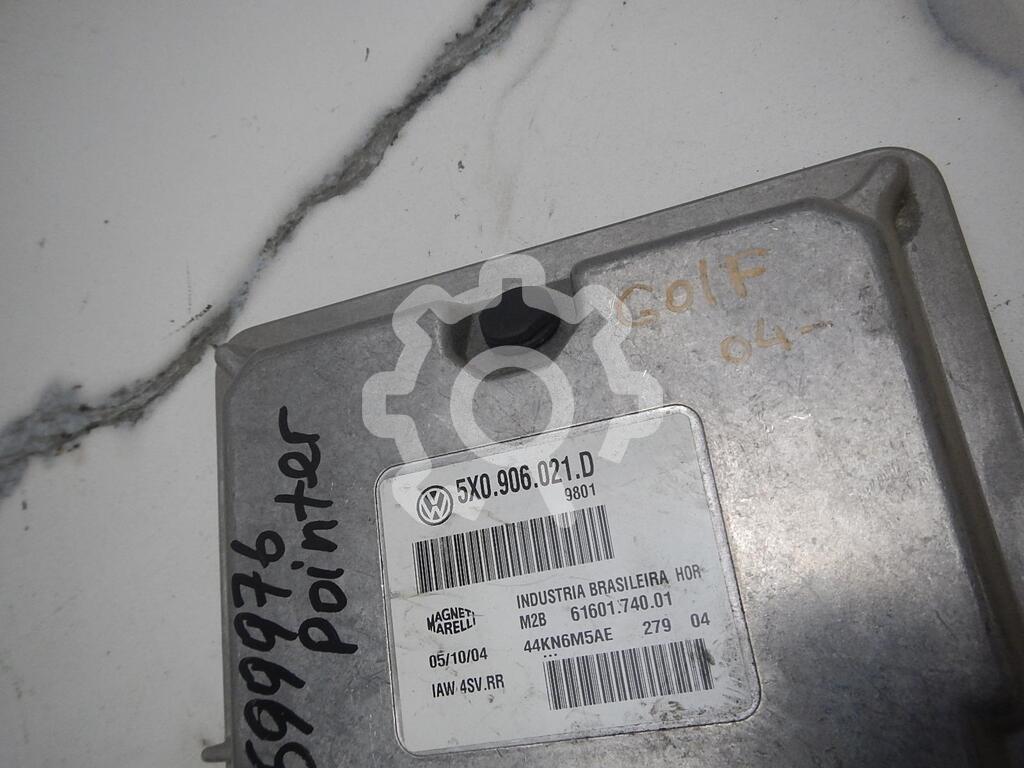 GolF
04-
599976
pointer
5X0.906.021.D
9801
INDUSTRIA BRASILEIRA HOR
MAGNETI
MARELLI
M2B 61601.740.01
44KN6M5AE 279 04
05/10/04
IAW 4SV.RR